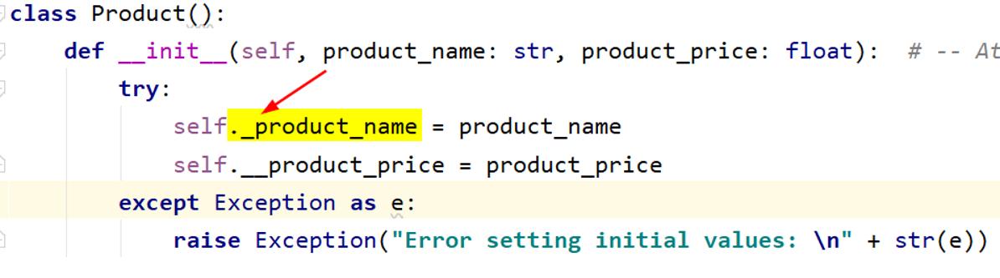 class Product():
def __init__(self, product_name: str, product_price: float): # -- At
try:
self._product_name = product_name
self.__product_price = product_price
except Exception as e:
raise Exception("Error setting initial values: \n" + str(e))